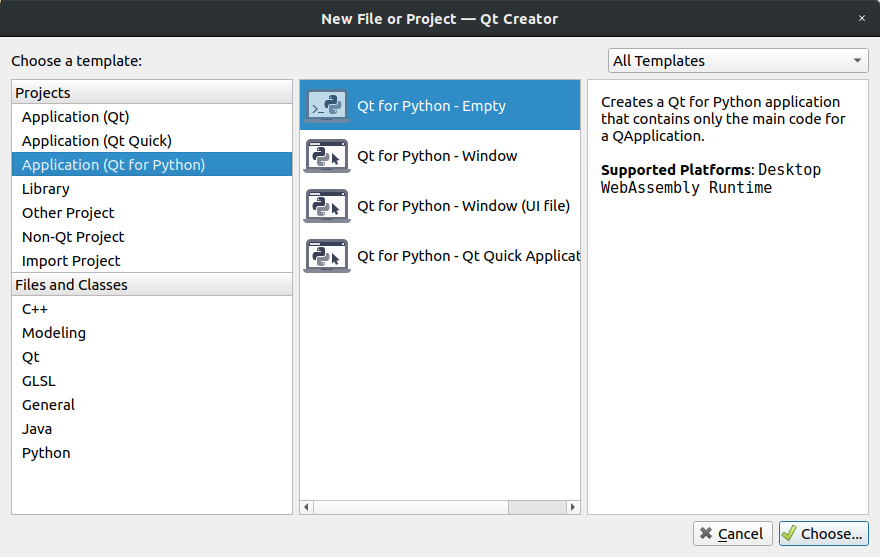 New File or Project — Qt Creator
×
Choose a template:
All Templates
Projects
Application (Qt)
Application (Qt Quick)
Application (Qt for Python)
Library
Other Project
Non-Qt Project
Import Project
Files and Classes
C++
Modeling
Qt
GLSL
General
Java
Python
Qt for Python - Empty
Qt for Python - Window
Qt for Python - Window (UI file)
Qt for Python - Qt Quick Applicat
Creates a Qt for Python application
that contains only the main code for
a QApplication.
Supported Platforms: Desktop
WebAssembly Runtime
Cancel
Choose...